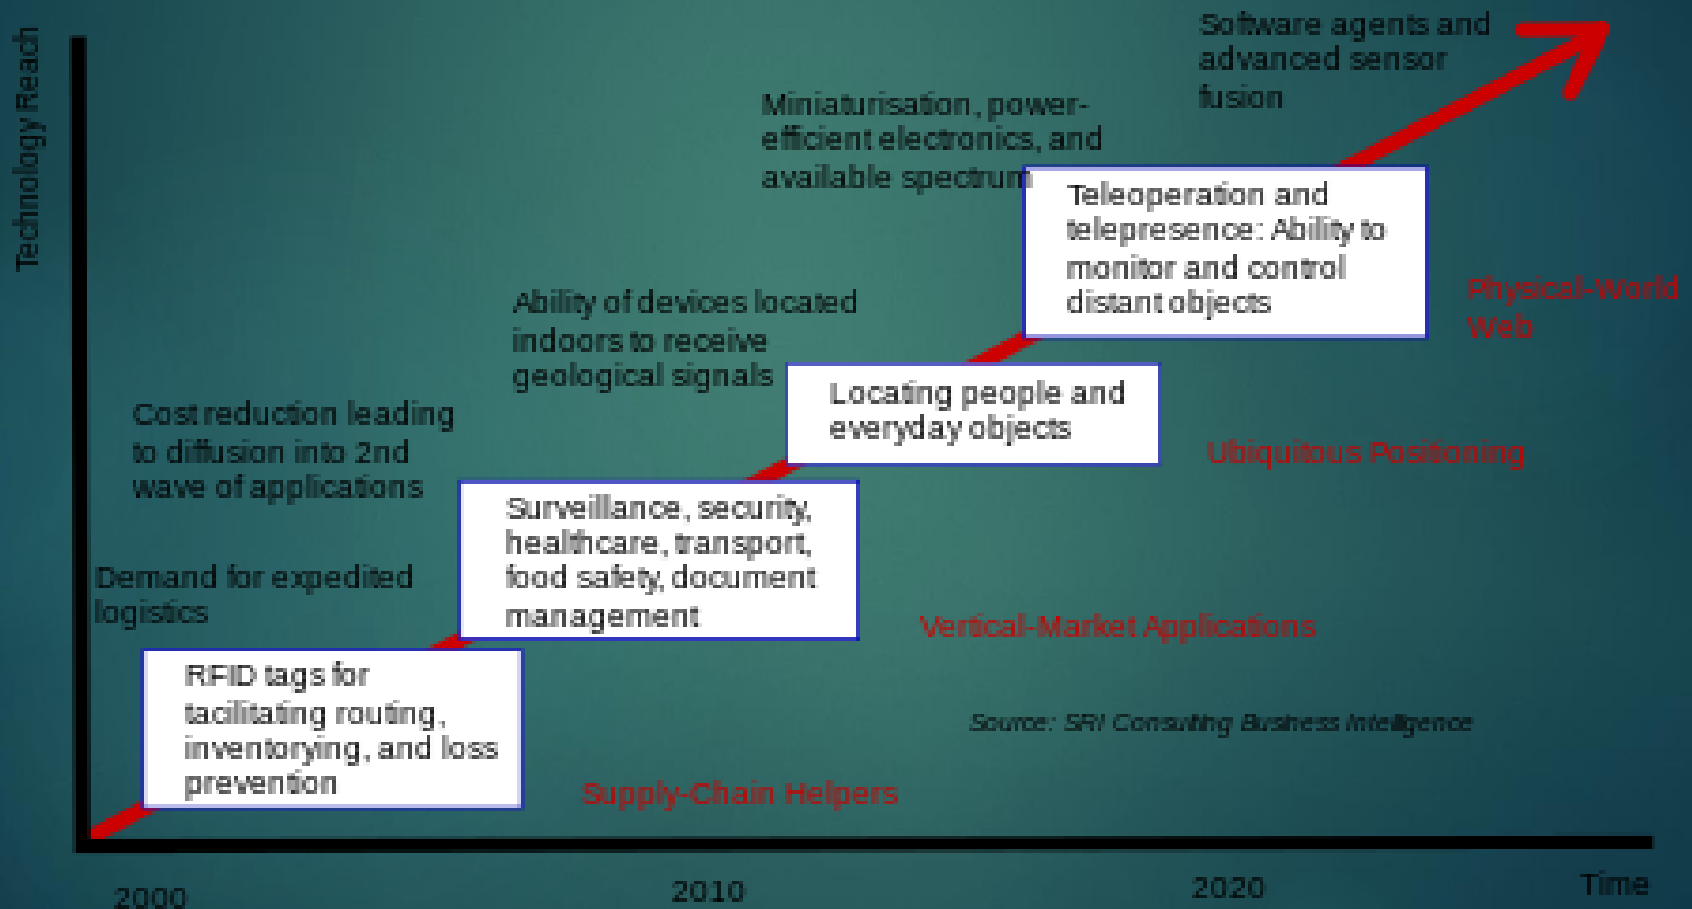 Technology Reach
Software agents and
advanced sensor
fusion
Miniaturisation, power-
efficient electronics, and
available spectrum
Teleoperation and
telepresence: Ability to
monitor and control
distant objects
Physical-World
Web
Ability of devices located
indoors to receive
geological signals
Locating people and
everyday objects
Ubiquitous Positioning
Cost reduction leading
to diffusion into 2nd
wave of applications
Surveillance, security,
healthcare, transport,
food safety, document
management
Vertical-Market Applications
Demand for expedited
logistics
RFID tags for
tacilitating routing,
inventorying, and loss
prevention
Supply-Chain Helpers
Source: SRI Consulting Business Intelligence
2000
2010
2020
Time